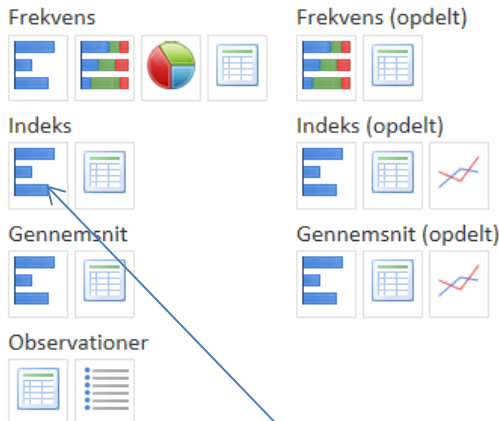 Frekvens
Frekvens (opdelt)
Indeks
Indeks (opdelt)
Gennemsnit
Gennemsnit (opdelt)
Observationer